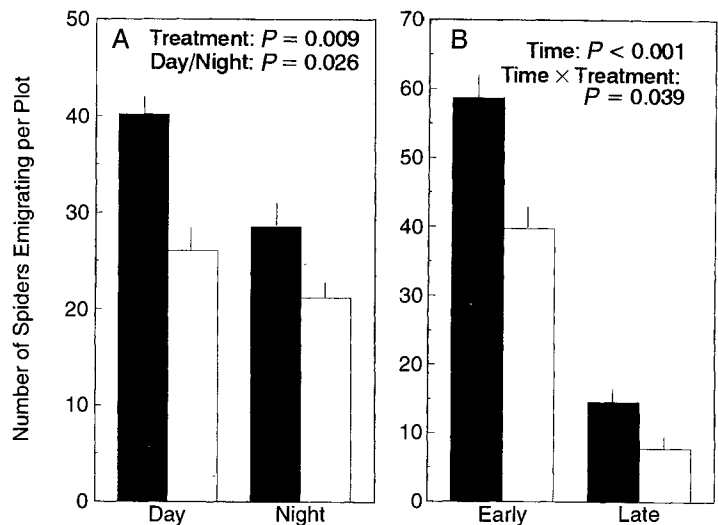 Number of Spiders Emigrating per Plot
50
40
30
20
10
0
A
Treatment: P = 0.009
Day/Night: P = 0.026
Day
Night
70
60
50
40
30
20
10
0
B
Time: P < 0.001
Time × Treatment:
P = 0.039
Early
Late